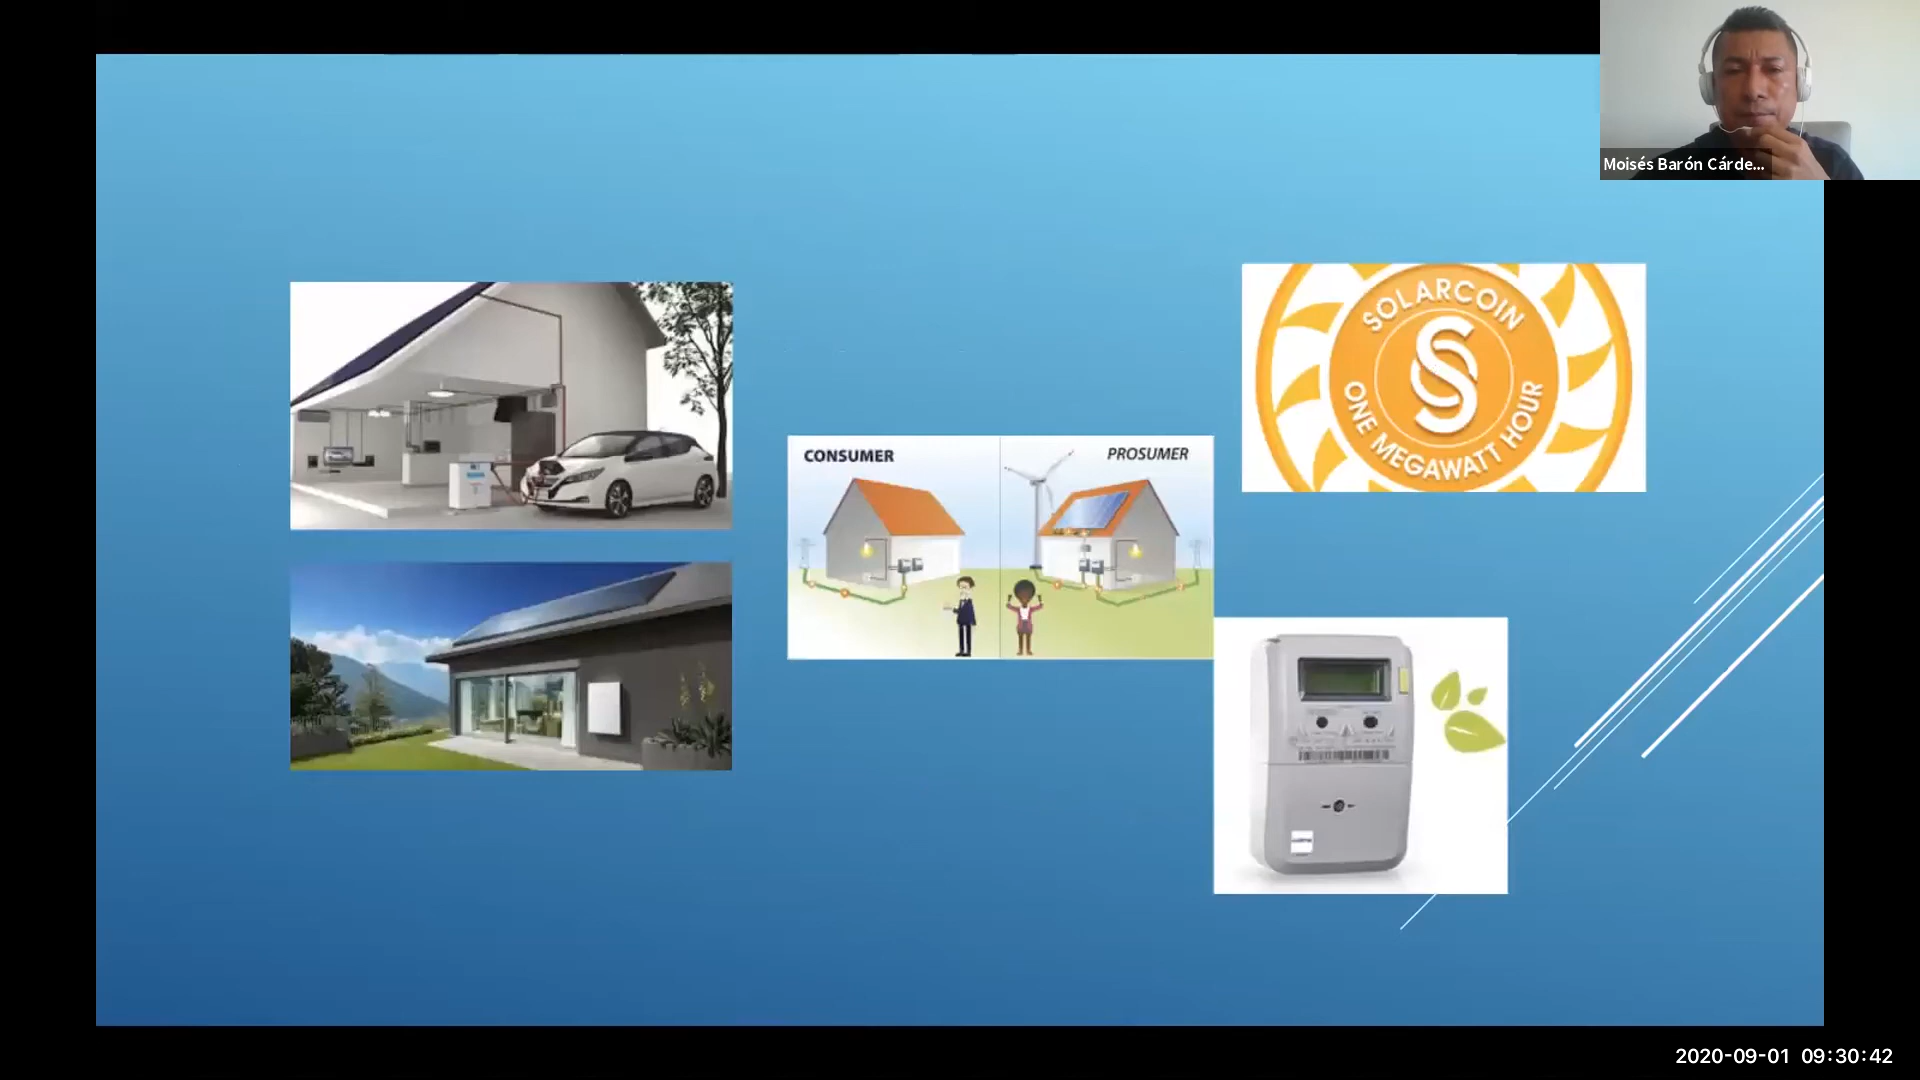 Moisés Barón Cárde...
SOLARCOIN
ONE MEGAWATT HOUR
CONSUMER
PROSUMER
2020-09-01 09:30:42